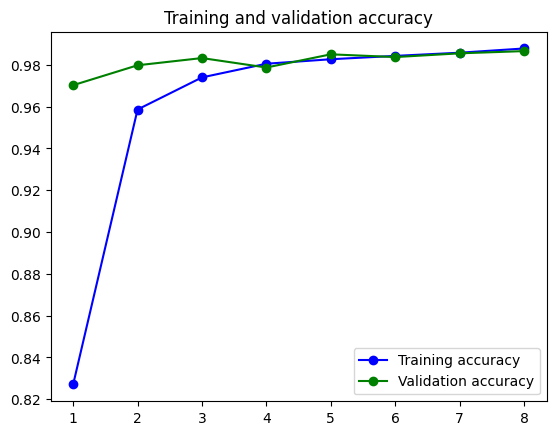 Training and validation accuracy
0.98
0.96
0.94
0.92
0.90
0.88
0.86
0.84
0.82
Training accuracy
Validation accuracy
1 2 3 4 5 6 7 8